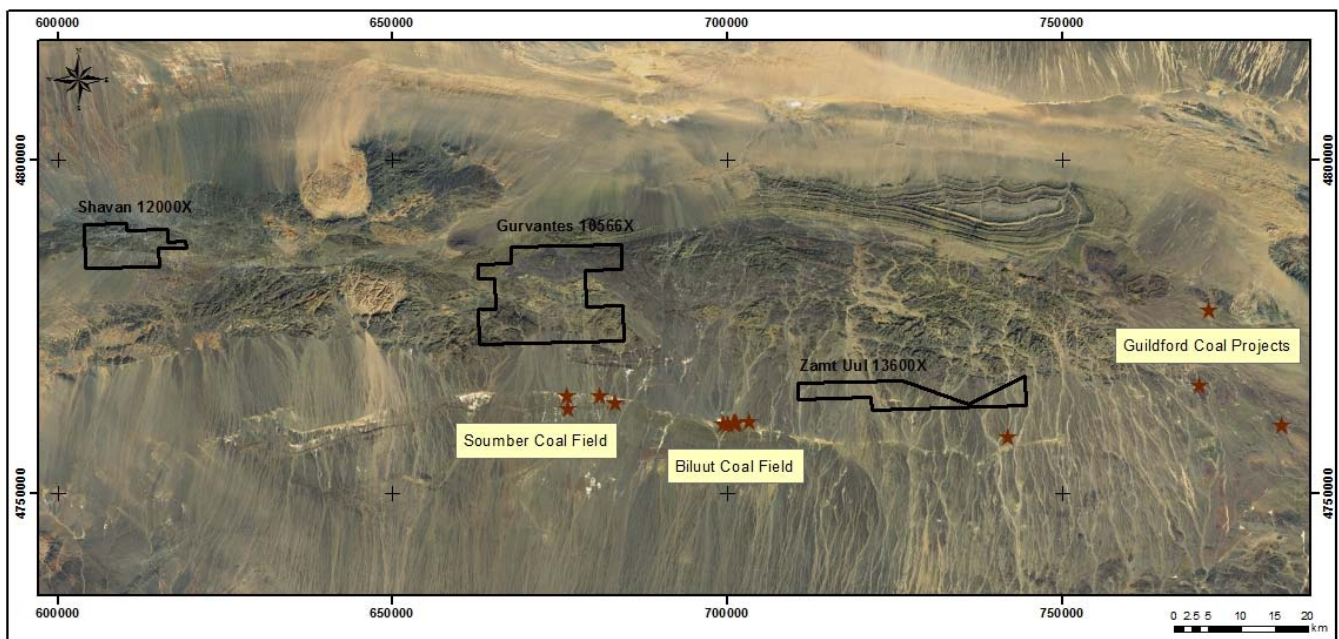 600000 650000 700000 750000
4800000
4800000
Shavan 12000X
Gurvantes 10566X
Guildford Coal Projects
Zamt Uul 13600X
Soumber Coal Field
Biluut Coal Field
4750000
4750000
600000 650000 700000 750000
0 2.5 5 10 15 20
km